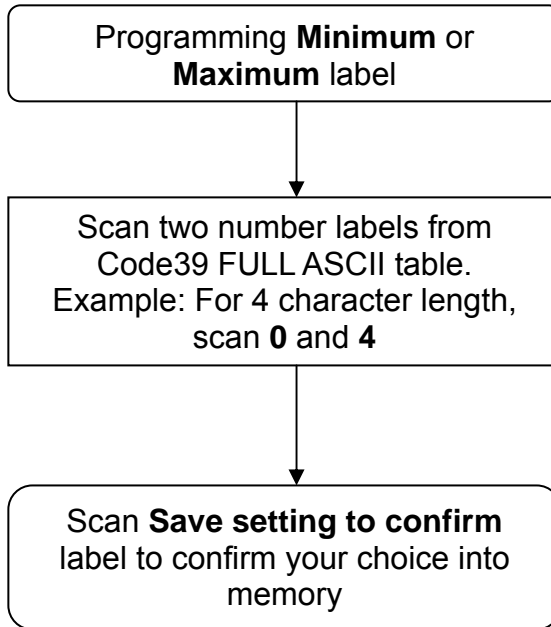 Programming Minimum or
Maximum label
Scan two number labels from
Code39 FULL ASCII table.
Example: For 4 character length,
scan 0 and 4
Scan Save setting to confirm
label to confirm your choice into
memory